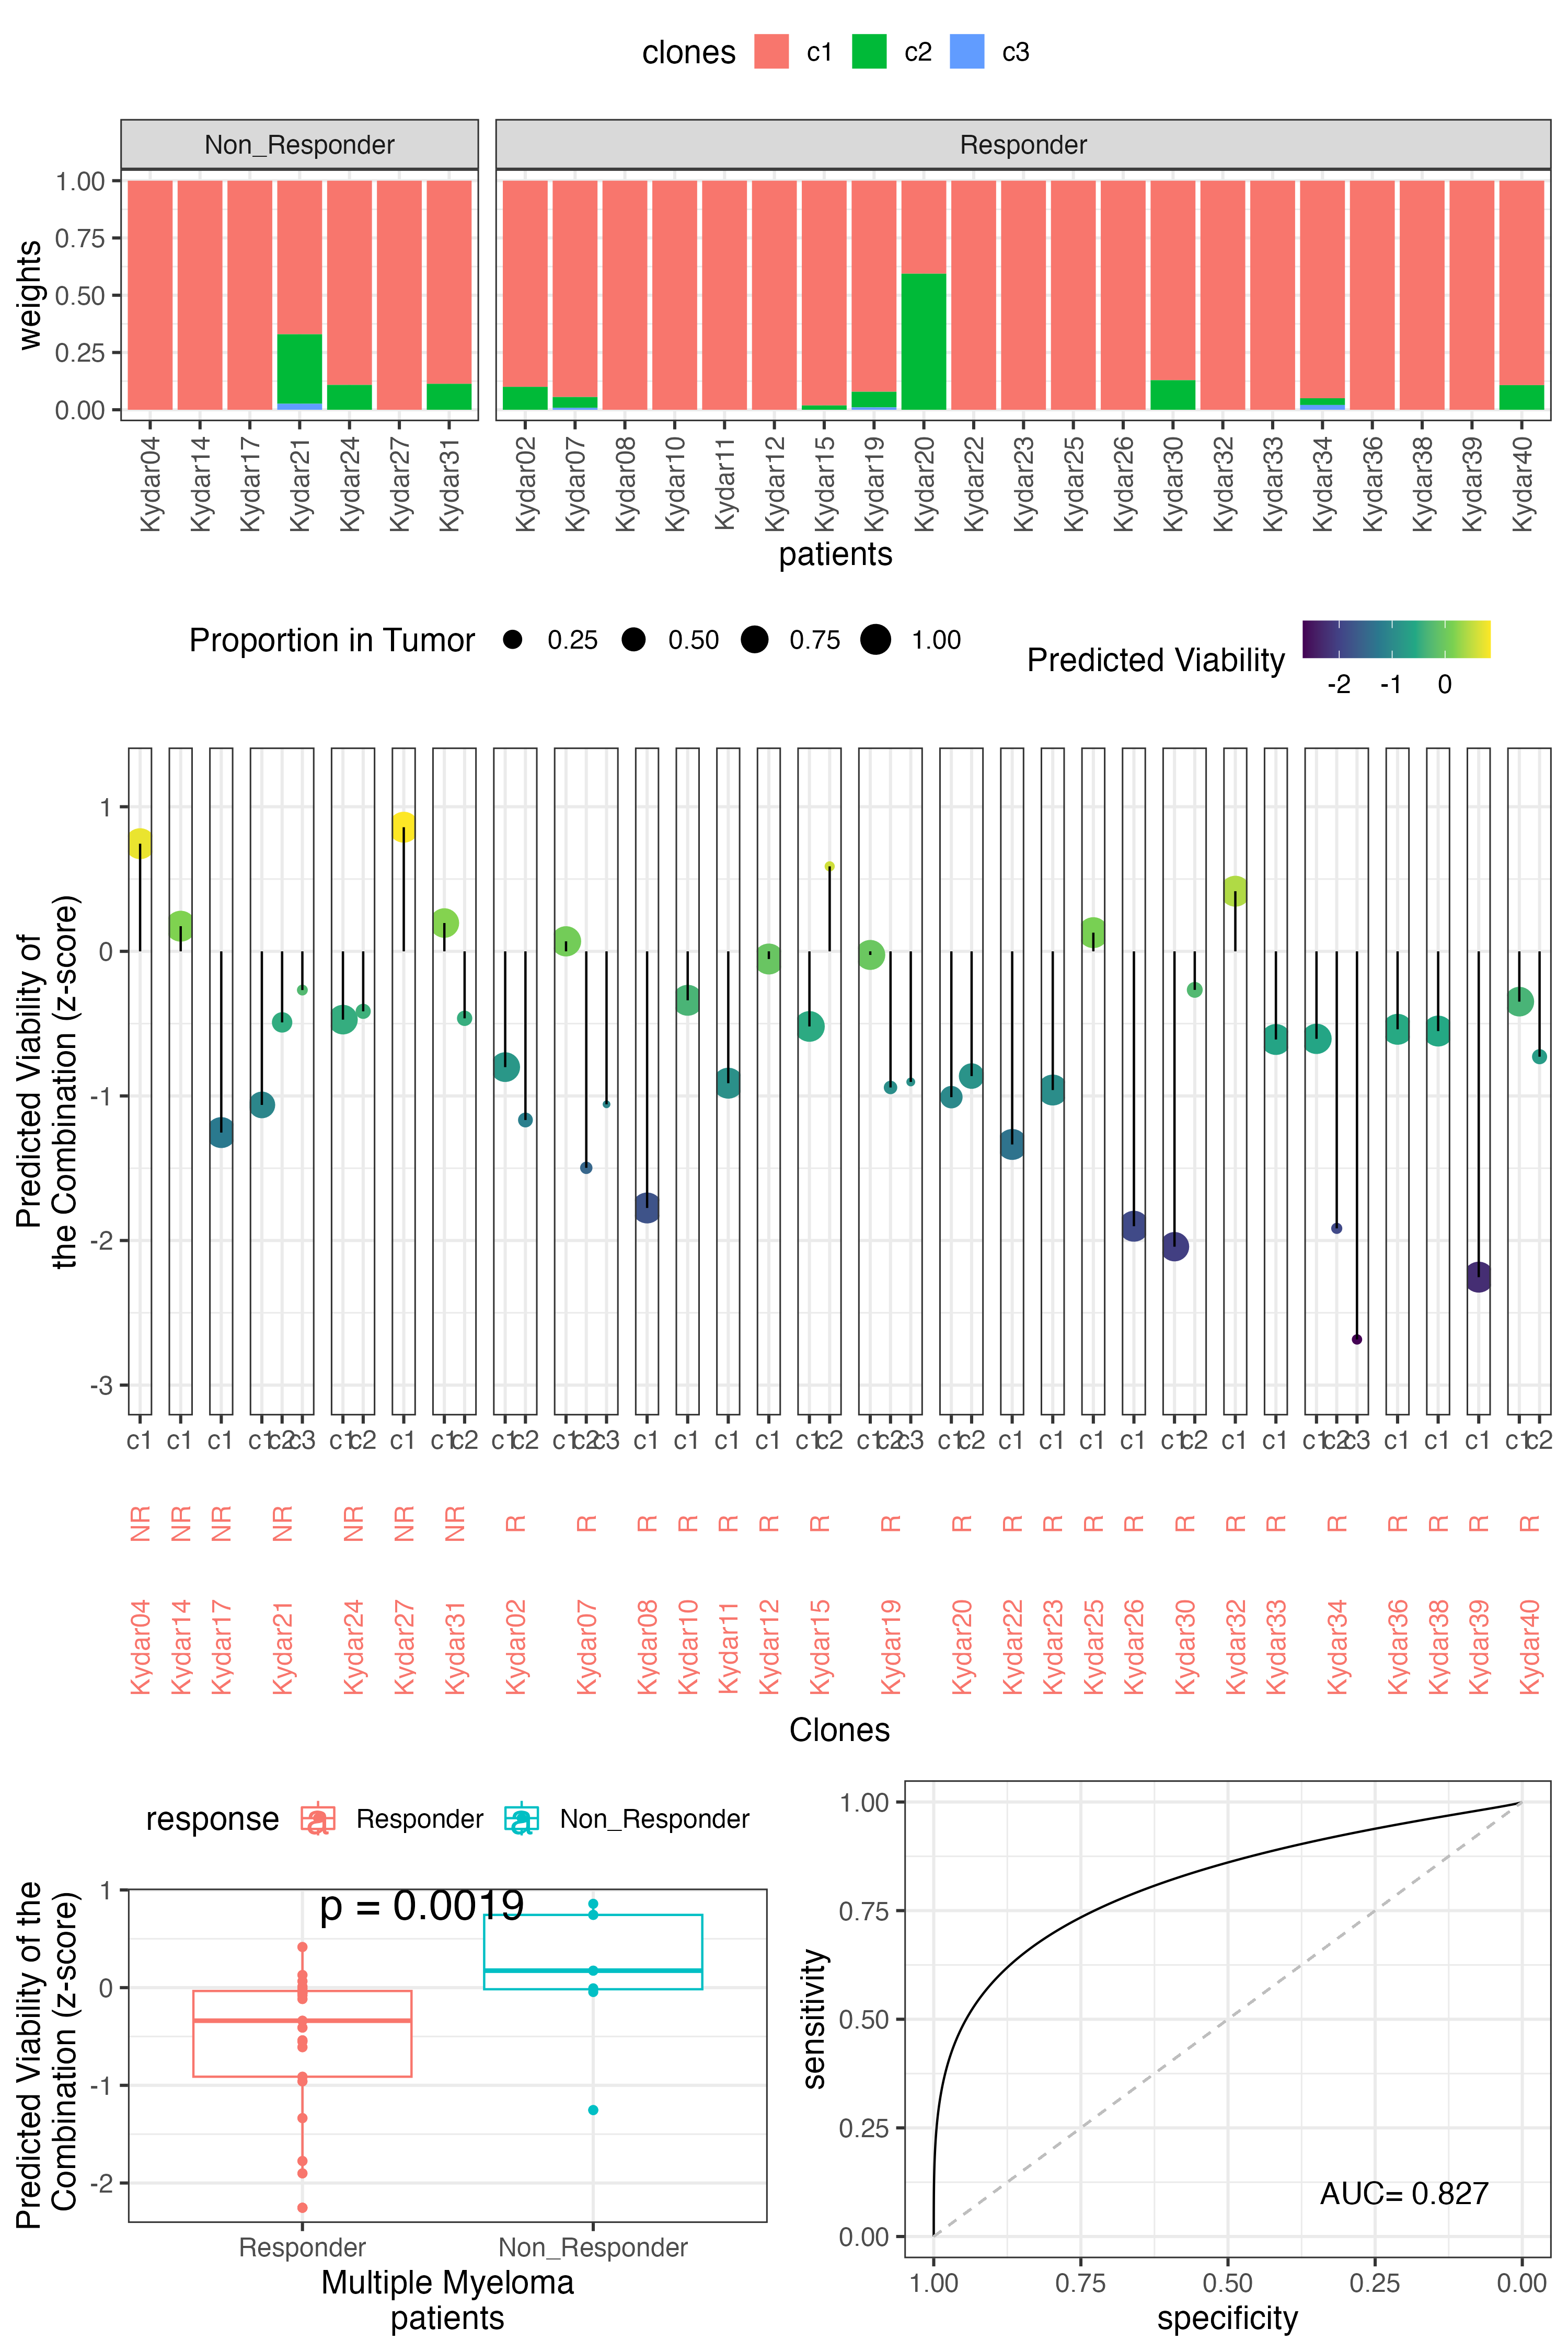 clones c1 c2 c3
Non_Responder Responder
1.00
0.75
0.50
0.25
0.00
weights
Kydar04 Kydar14 Kydar17 Kydar21 Kydar24 Kydar27 Kydar31 Kydar02 Kydar07 Kydar08 Kydar10 Kydar11 Kydar12 Kydar15 Kydar19 Kydar20 Kydar22 Kydar23 Kydar25 Kydar26 Kydar30 Kydar32 Kydar33 Kydar34 Kydar36 Kydar38 Kydar39 Kydar40
patients
Proportion in Tumor 0.25 0.50 0.75 1.00
Predicted Viability
-2 -1 0
Predicted Viability of
the Combination (z-score)
1
0
-1
-2
-3
c1 c1 c1 c1 c2 c3 c1 c2 c1 c1 c2 c1 c2 c1 c2 c3 c1 c1 c1 c1 c1 c2 c1 c2 c3 c1 c2 c1 c1 c1 c1 c1 c2 c1 c1 c1 c2 c3 c1 c1 c1 c1 c2
NR NR NR NR NR NR NR R R R R R R R R R R R R R R R R R R R R R
Kydar04 Kydar14 Kydar17 Kydar21 Kydar24 Kydar27 Kydar31 Kydar02 Kydar07 Kydar08 Kydar10 Kydar11 Kydar12 Kydar15 Kydar19 Kydar20 Kydar22 Kydar23 Kydar25 Kydar26 Kydar30 Kydar32 Kydar33 Kydar34 Kydar36 Kydar38 Kydar39 Kydar40
Clones
response a Responder a Non_Responder
Predicted Viability of the
Combination (z-score)
1
0
-1
-2
p = 0.0019
Responder Non_Responder
Multiple Myeloma
patients
sensitivity
1.00
0.75
0.50
0.25
0.00
AUC= 0.827
1.00 0.75 0.50 0.25 0.00
specificity